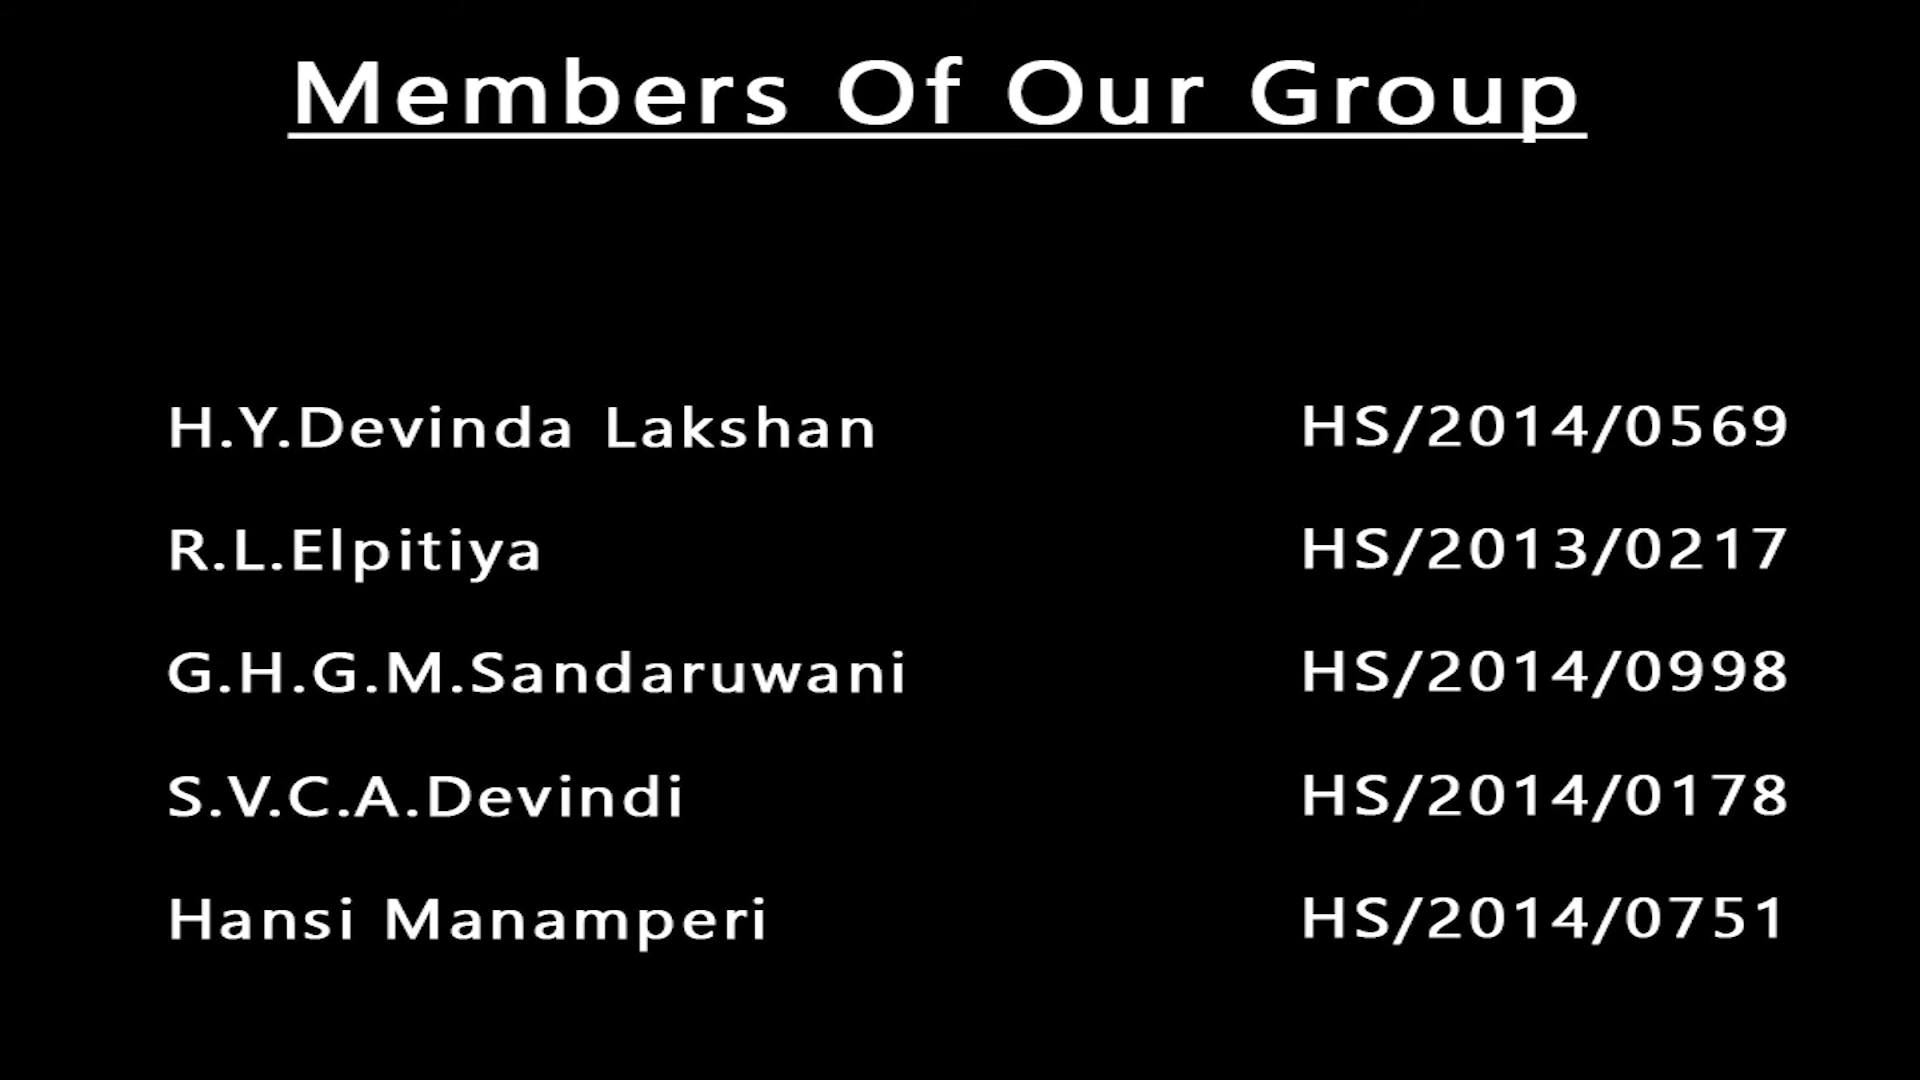 Members Of Our Group
H.Y.Devinda Lakshan HS/2014/0569
R.L.Elpitiya HS/2013/0217
G.H.G.M.Sandaruwani HS/2014/0998
S.V.C.A.Devindi HS/2014/0178
Hansi Manamperi HS/2014/0751